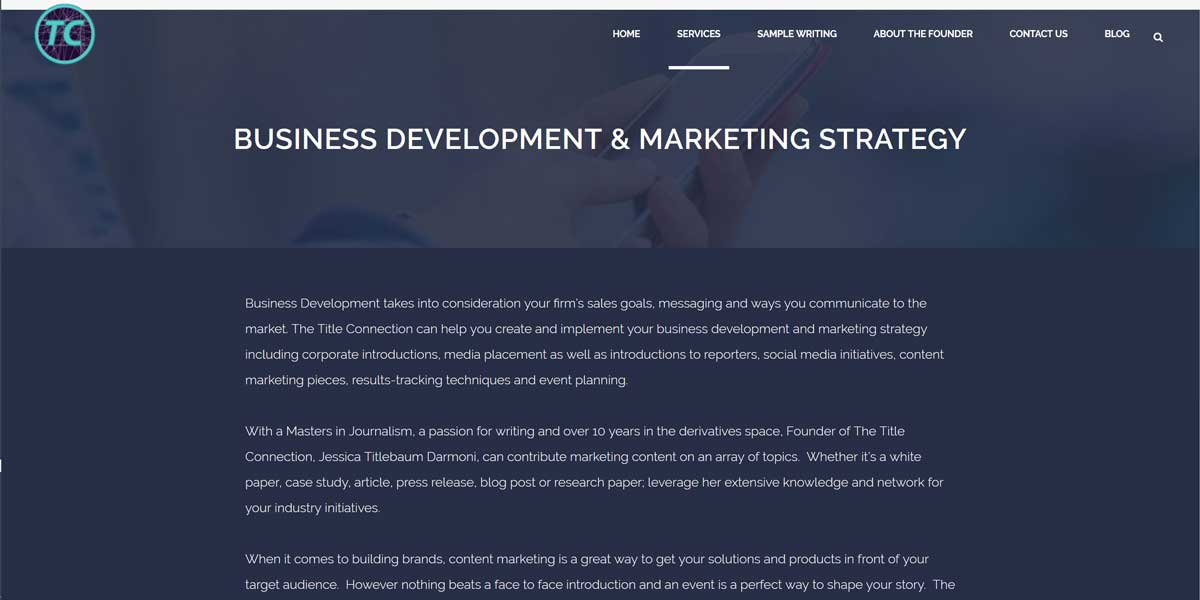 TC
HOME SERVICES SAMPLE WRITING ABOUT THE FOUNDER CONTACT US BLOG
BUSINESS DEVELOPMENT & MARKETING STRATEGY
Business Development takes into consideration your firm's sales goals, messaging and ways you communicate to the
market. The Title Connection can help you create and implement your business development and marketing strategy
including corporate introductions, media placement as well as introductions to reporters, social media initiatives, content
marketing pieces, results-tracking techniques and event planning.
With a Masters in Journalism, a passion for writing and over 10 years in the derivatives space, Founder of The Title
Connection, Jessica Titlebaum Darmoni, can contribute marketing content on an array of topics.  Whether it's a white
paper, case study, article, press release, blog post or research paper; leverage her extensive knowledge and network for
your industry initiatives.
When it comes to building brands, content marketing is a great way to get your solutions and products in front of your
target audience.  However nothing beats a face to face introduction and an event is a perfect way to shape your story.  The